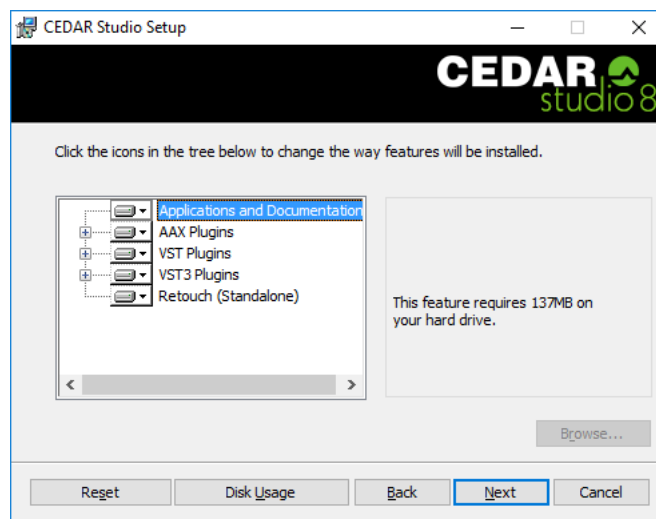 CEDAR Studio Setup
CEDAR
studio 8
Click the icons in the tree below to change the way features will be installed.
Applications and Documentation
AAX Plugins
VST Plugins
VST3 Plugins
Retouch (Standalone)
This feature requires 137MB on
your hard drive.
Browse...
Reset
Disk Usage
Back
Next
Cancel